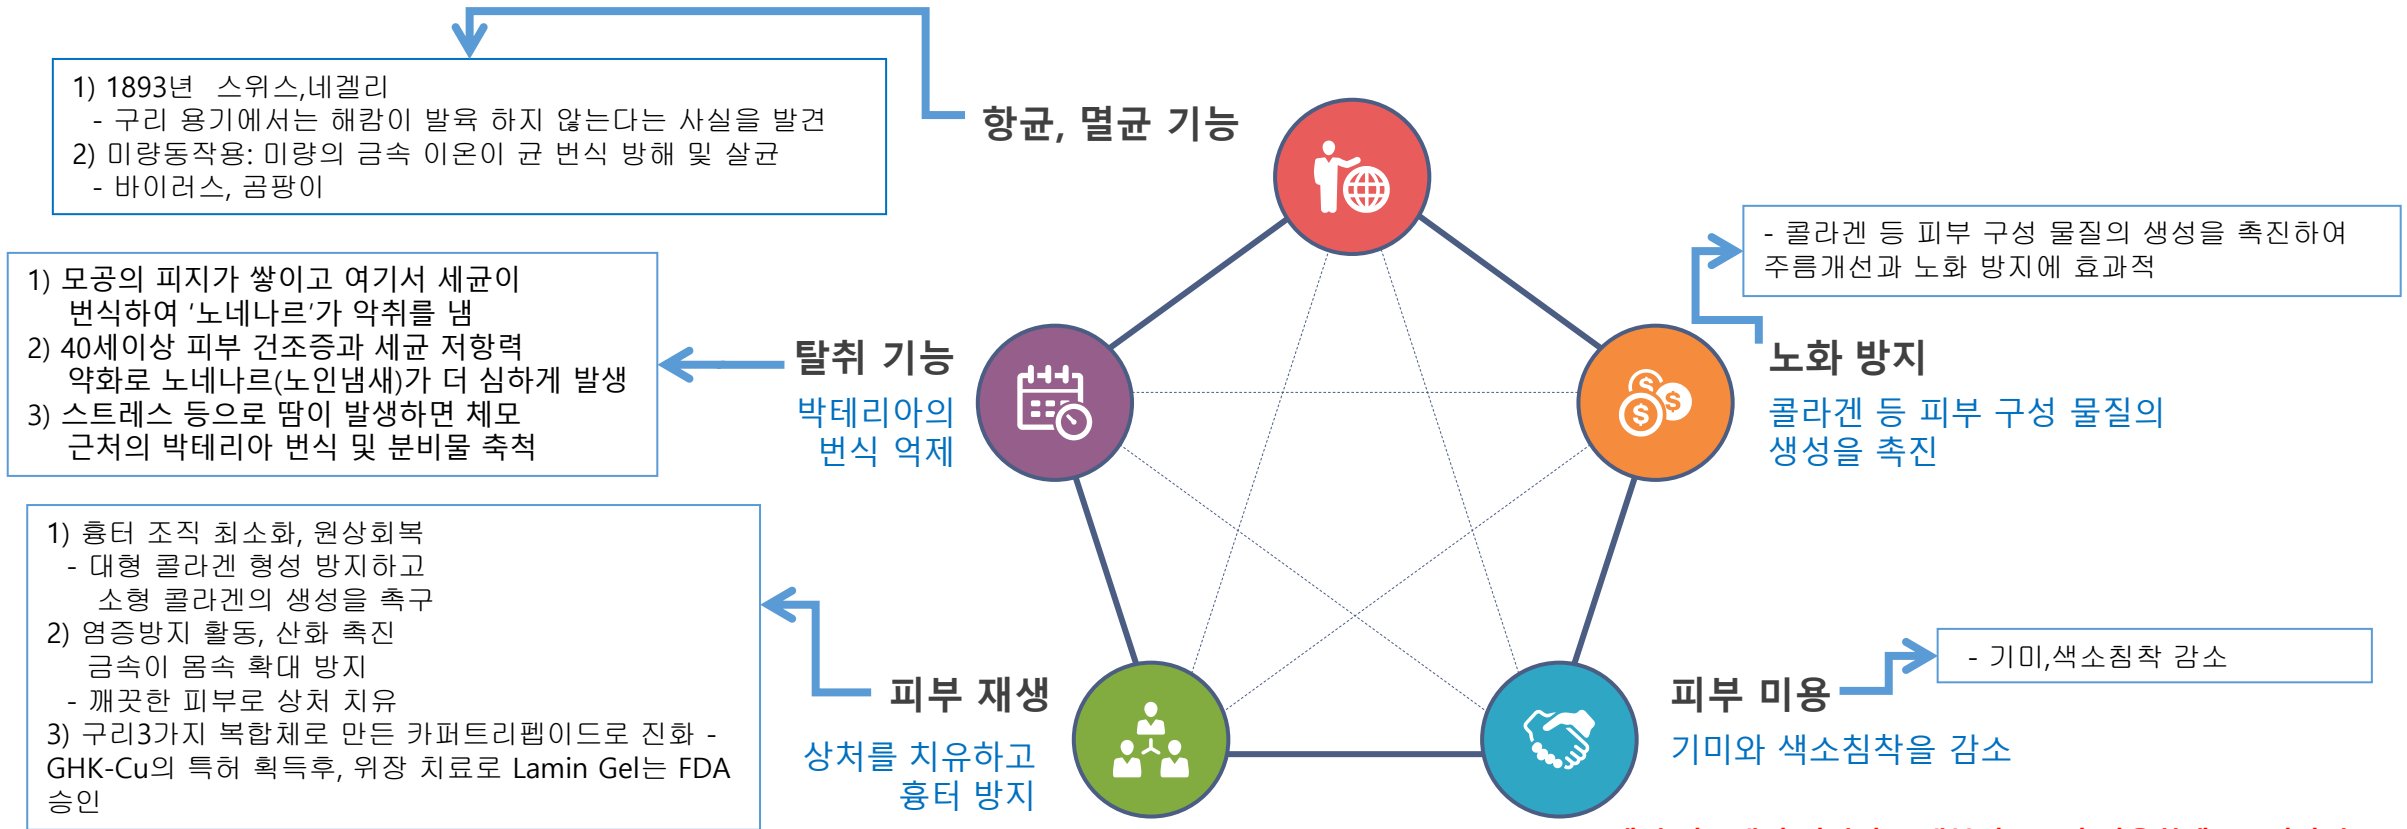 1) 1893년 스위스,네겔리
- 구리 용기에서는 해캄이 발육 하지 않는다는 사실을 발견
2) 미량동작용: 미량의 금속 이온이 균 번식 방해 및 살균
- 바이러스, 곰팡이
항균, 멸균 기능
- 콜라겐 등 피부 구성 물질의 생성을 촉진하여
주름개선과 노화 방지에 효과적
노화 방지
콜라겐 등 피부 구성 물질의
생성을 촉진
1) 모공의 피지가 쌓이고 여기서 세균이
번식하여 ‘노네나르’가 악취를 냄
2) 40세이상 피부 건조증과 세균 저항력
약화로 노네나르(노인냄새)가 더 심하게 발생
3) 스트레스 등으로 땀이 발생하면 체모
근처의 박테리아 번식 및 분비물 축척
탈취 기능
박테리아의
번식 억제
1) 흉터 조직 최소화, 원상회복
- 대형 콜라겐 형성 방지하고
소형 콜라겐의 생성을 촉구
2) 염증방지 활동, 산화 촉진
금속이 몸속 확대 방지
- 깨끗한 피부로 상처 치유
3) 구리3가지 복합체로 만든 카퍼트리펩이드로 진화 -
GHK-Cu의 특허 획득후, 위장 치료로 Lamin Gel는 FDA
승인
피부 재생
상처를 치유하고
흉터 방지
- 기미,색소침착 감소
피부 미용
기미와 색소침착을 감소